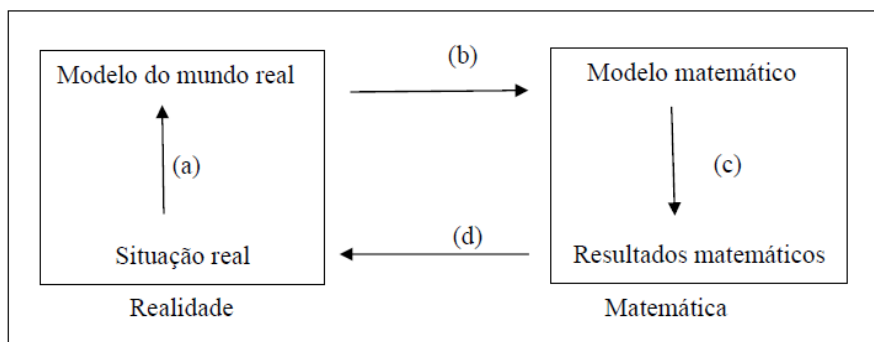 (b)
Modelo do mundo real
Modelo matemático
(a)
(c)
(d)
Situação real
Resultados matemáticos
Realidade
Matemática